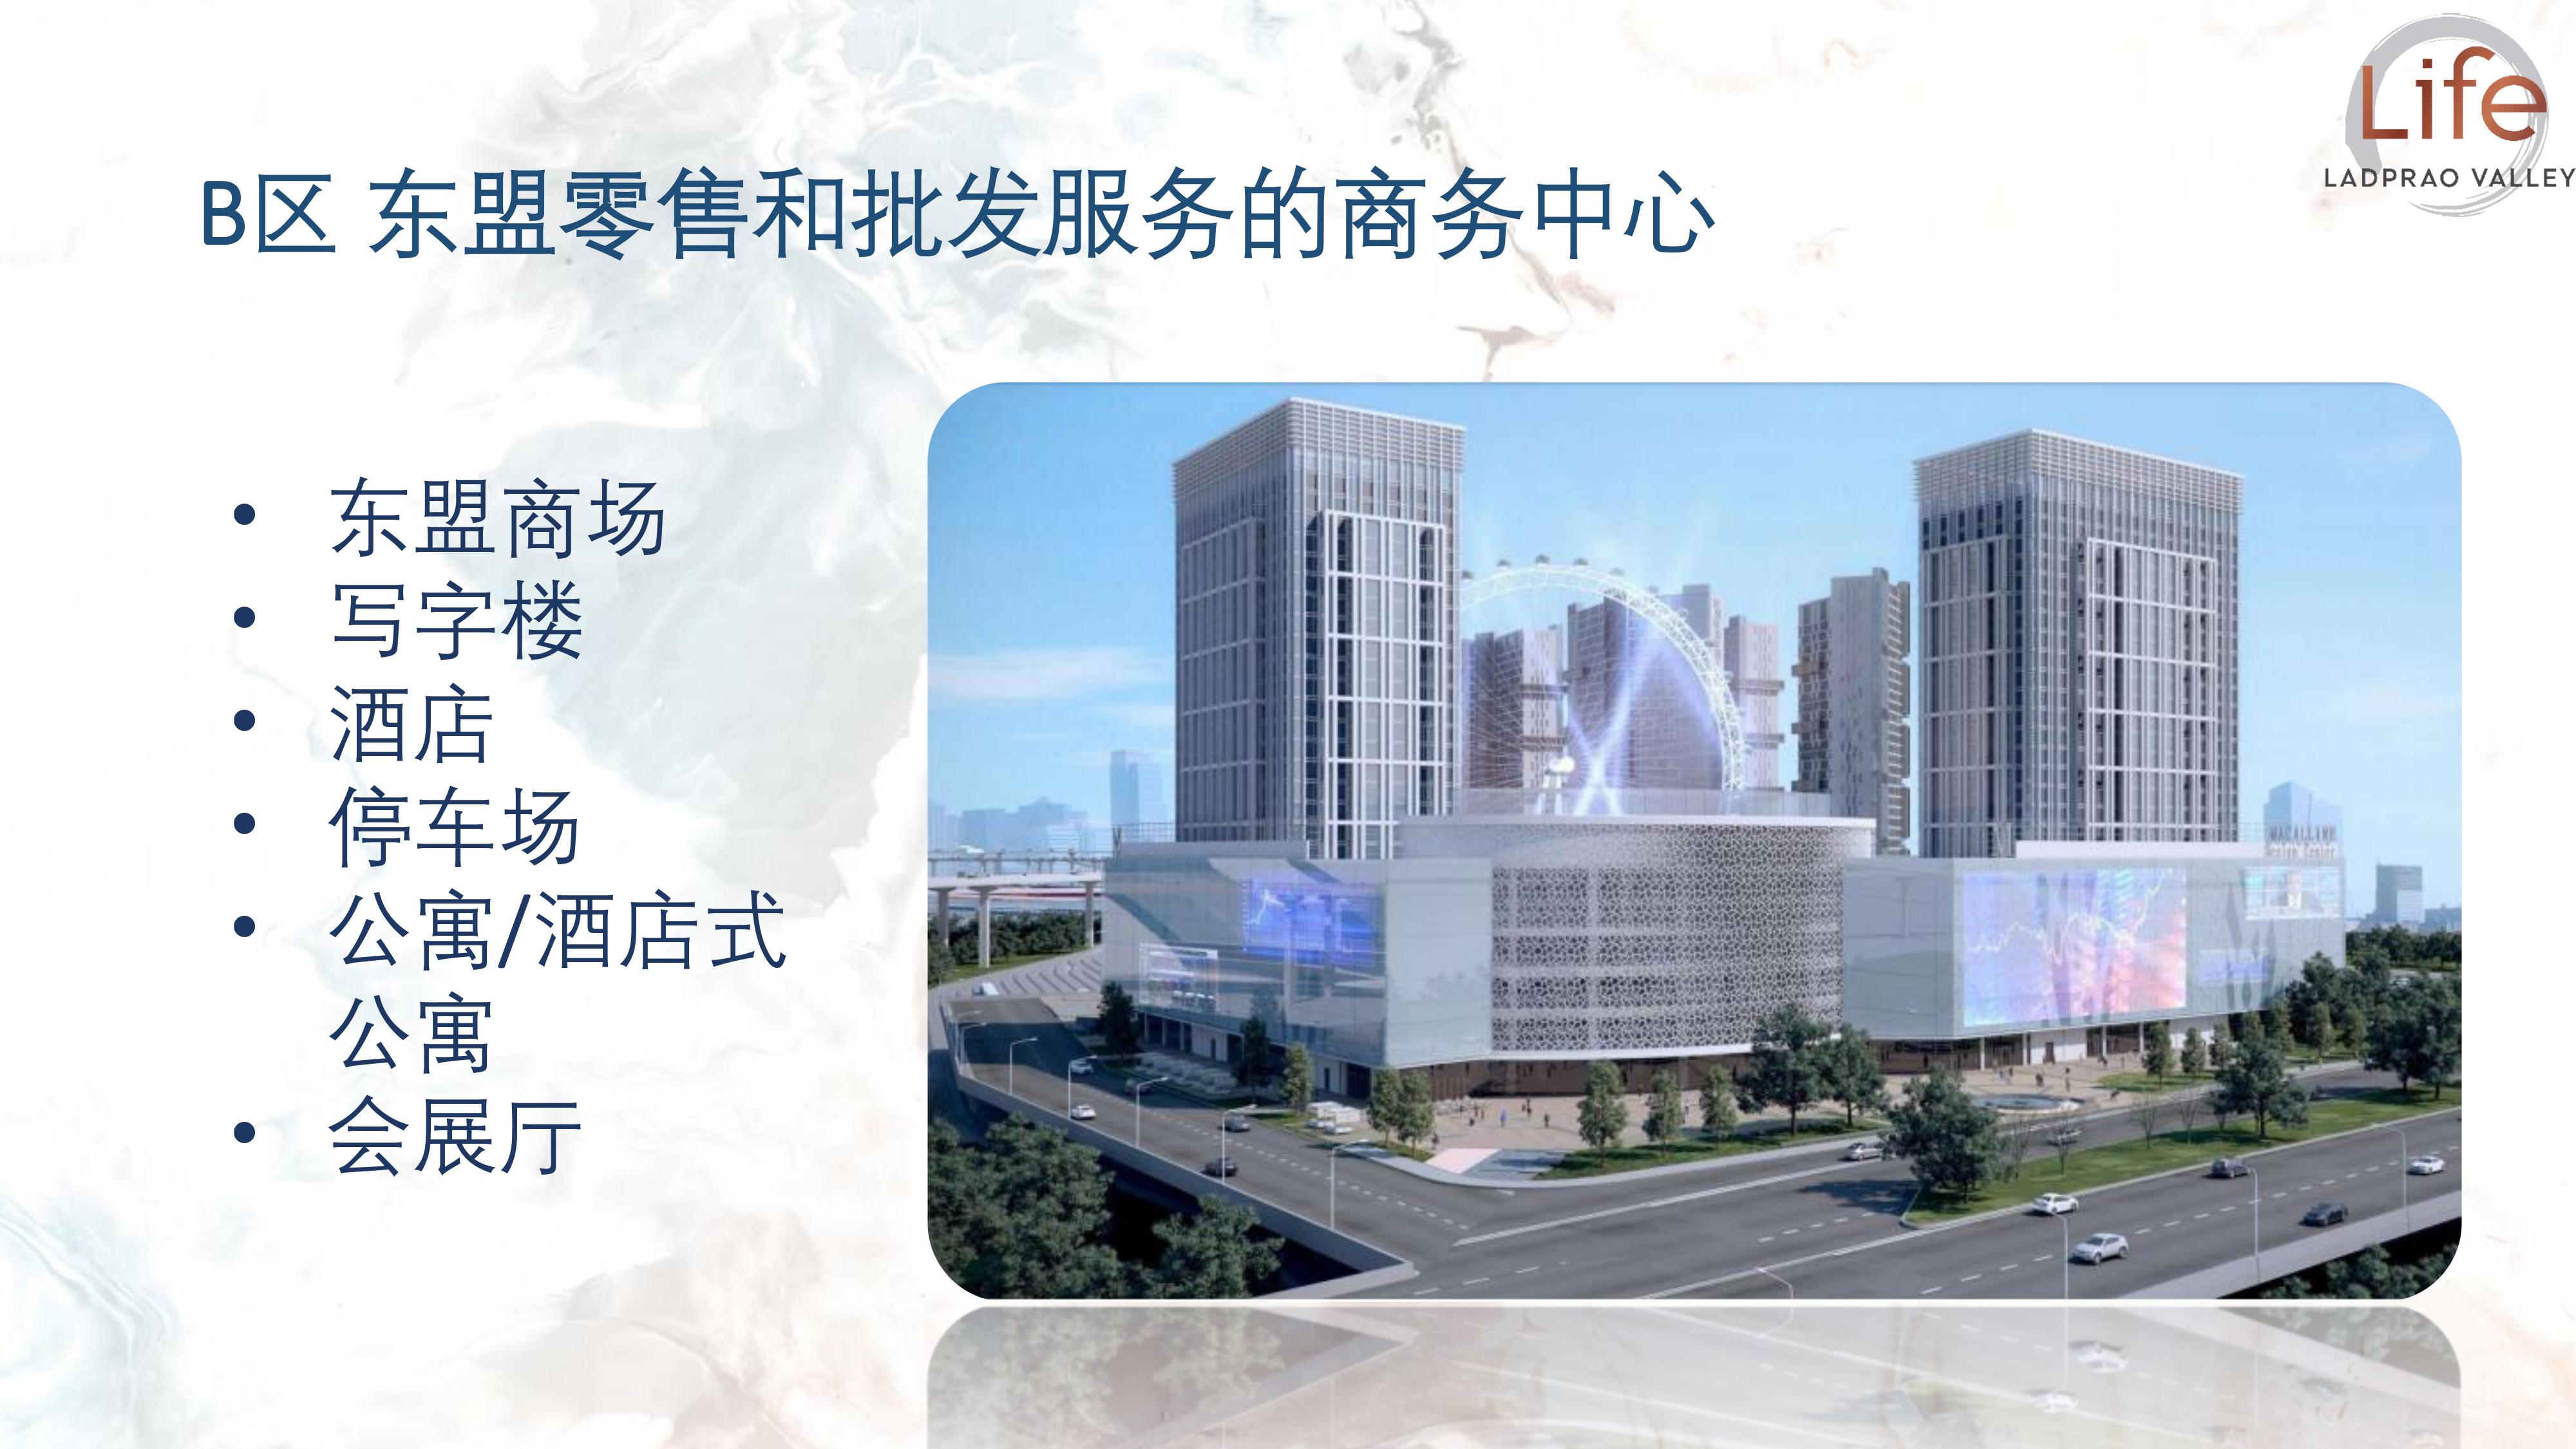 Life
LADPRAO VALLEY
B区 东盟零售和批发服务的商务中心
• 东盟商场
• 写字楼
• 酒店
• 停车场
• 公寓/酒店式
公寓
• 会展厅